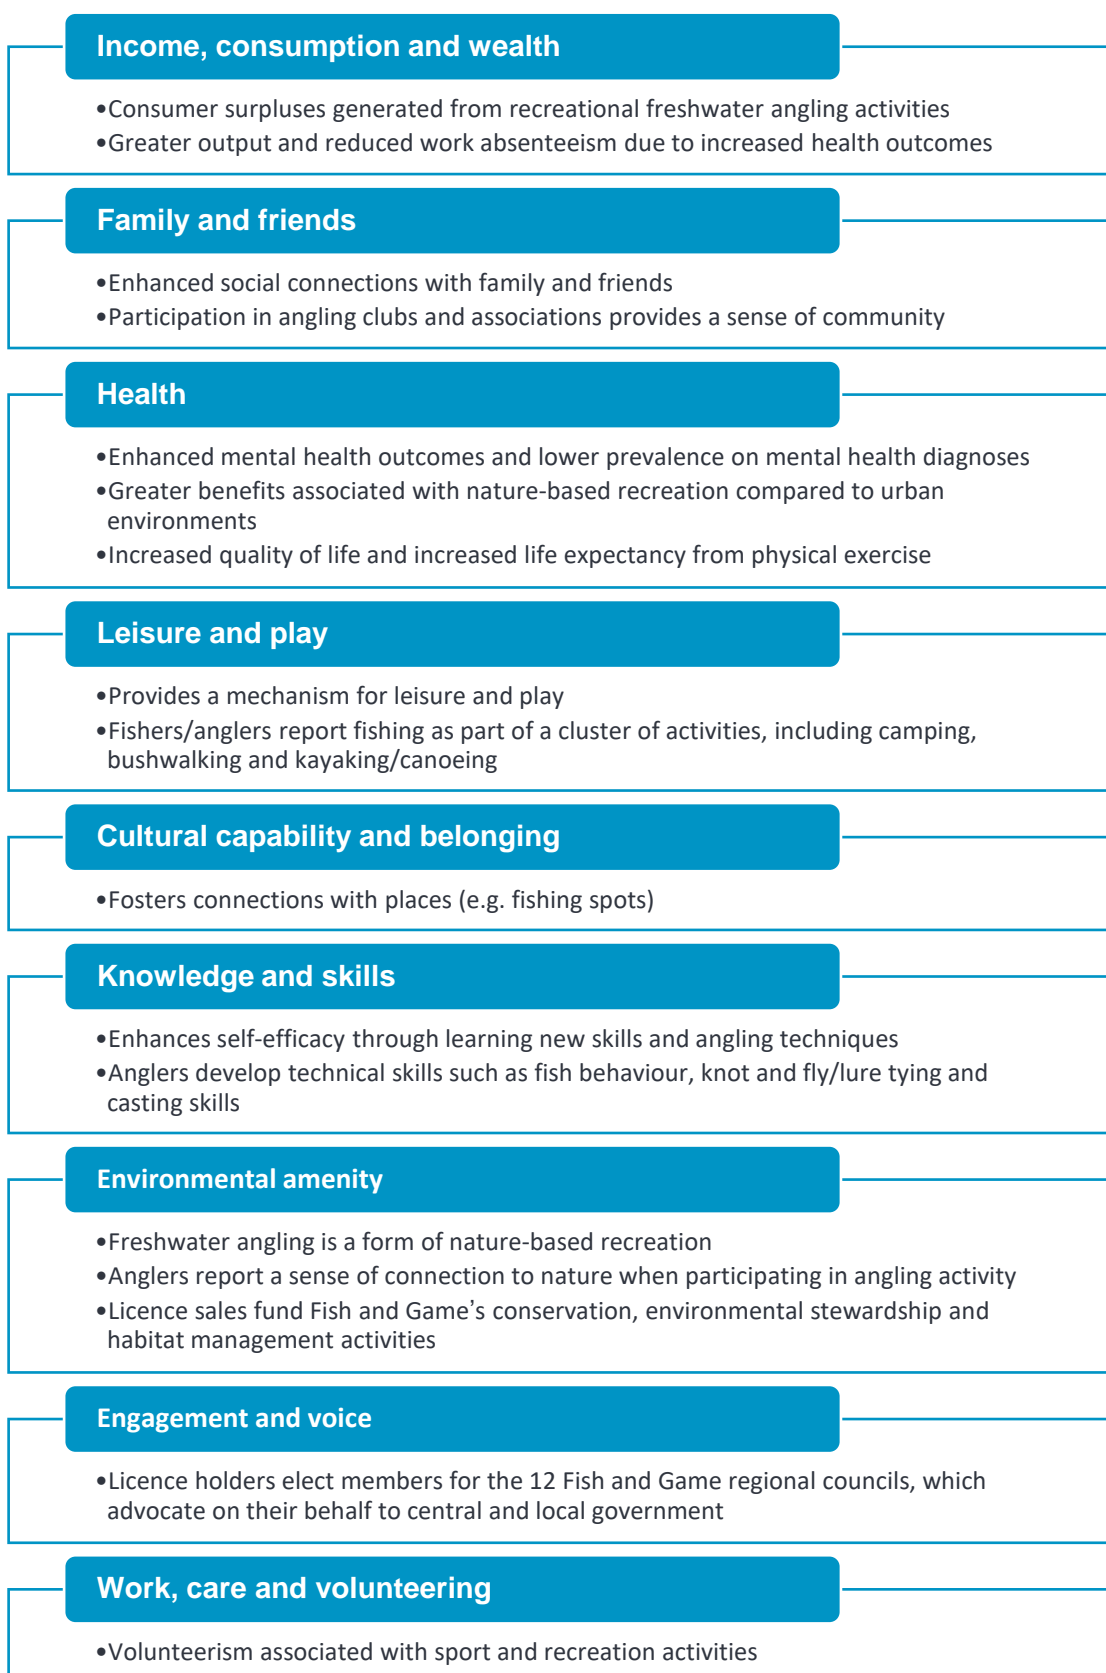 Income, consumption and wealth
•Consumer surpluses generated from recreational freshwater angling activities
•Greater output and reduced work absenteeism due to increased health outcomes
Family and friends
•Enhanced social connections with family and friends
•Participation in angling clubs and associations provides a sense of community
Health
•Enhanced mental health outcomes and lower prevalence on mental health diagnoses
•Greater benefits associated with nature-based recreation compared to urban
environments
•Increased quality of life and increased life expectancy from physical exercise
Leisure and play
•Provides a mechanism for leisure and play
•Fishers/anglers report fishing as part of a cluster of activities, including camping,
bushwalking and kayaking/canoeing
Cultural capability and belonging
•Fosters connections with places (e.g. fishing spots)
Knowledge and skills
•Enhances self-efficacy through learning new skills and angling techniques
•Anglers develop technical skills such as fish behaviour, knot and fly/lure tying and
casting skills
Environmental amenity
•Freshwater angling is a form of nature-based recreation
•Anglers report a sense of connection to nature when participating in angling activity
•Licence sales fund Fish and Game’s conservation, environmental stewardship and
habitat management activities
Engagement and voice
•Licence holders elect members for the 12 Fish and Game regional councils, which
advocate on their behalf to central and local government
Work, care and volunteering
•Volunteerism associated with sport and recreation activities